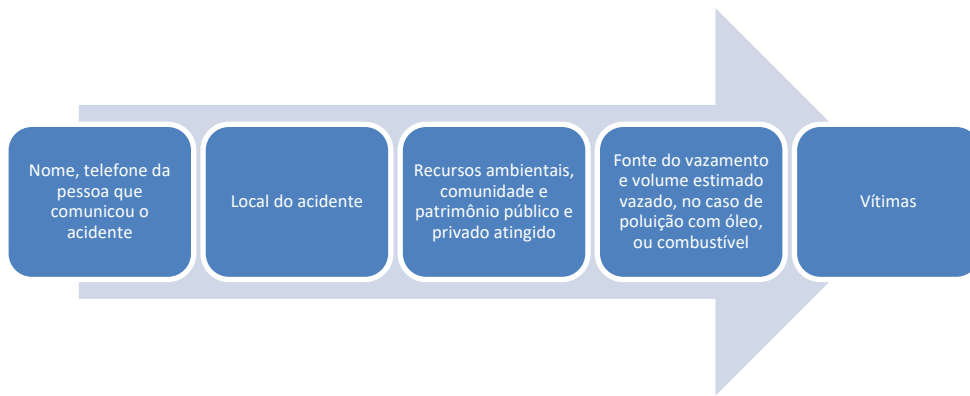 Nome, telefone da
pessoa que
comunicou o
acidente
Local do acidente
Recursos ambientais,
comunidade e
patrimônio público e
privado atingido
Fonte do vazamento
e volume estimado
vazado, no caso de
poluição com óleo,
ou combustível
Vítimas